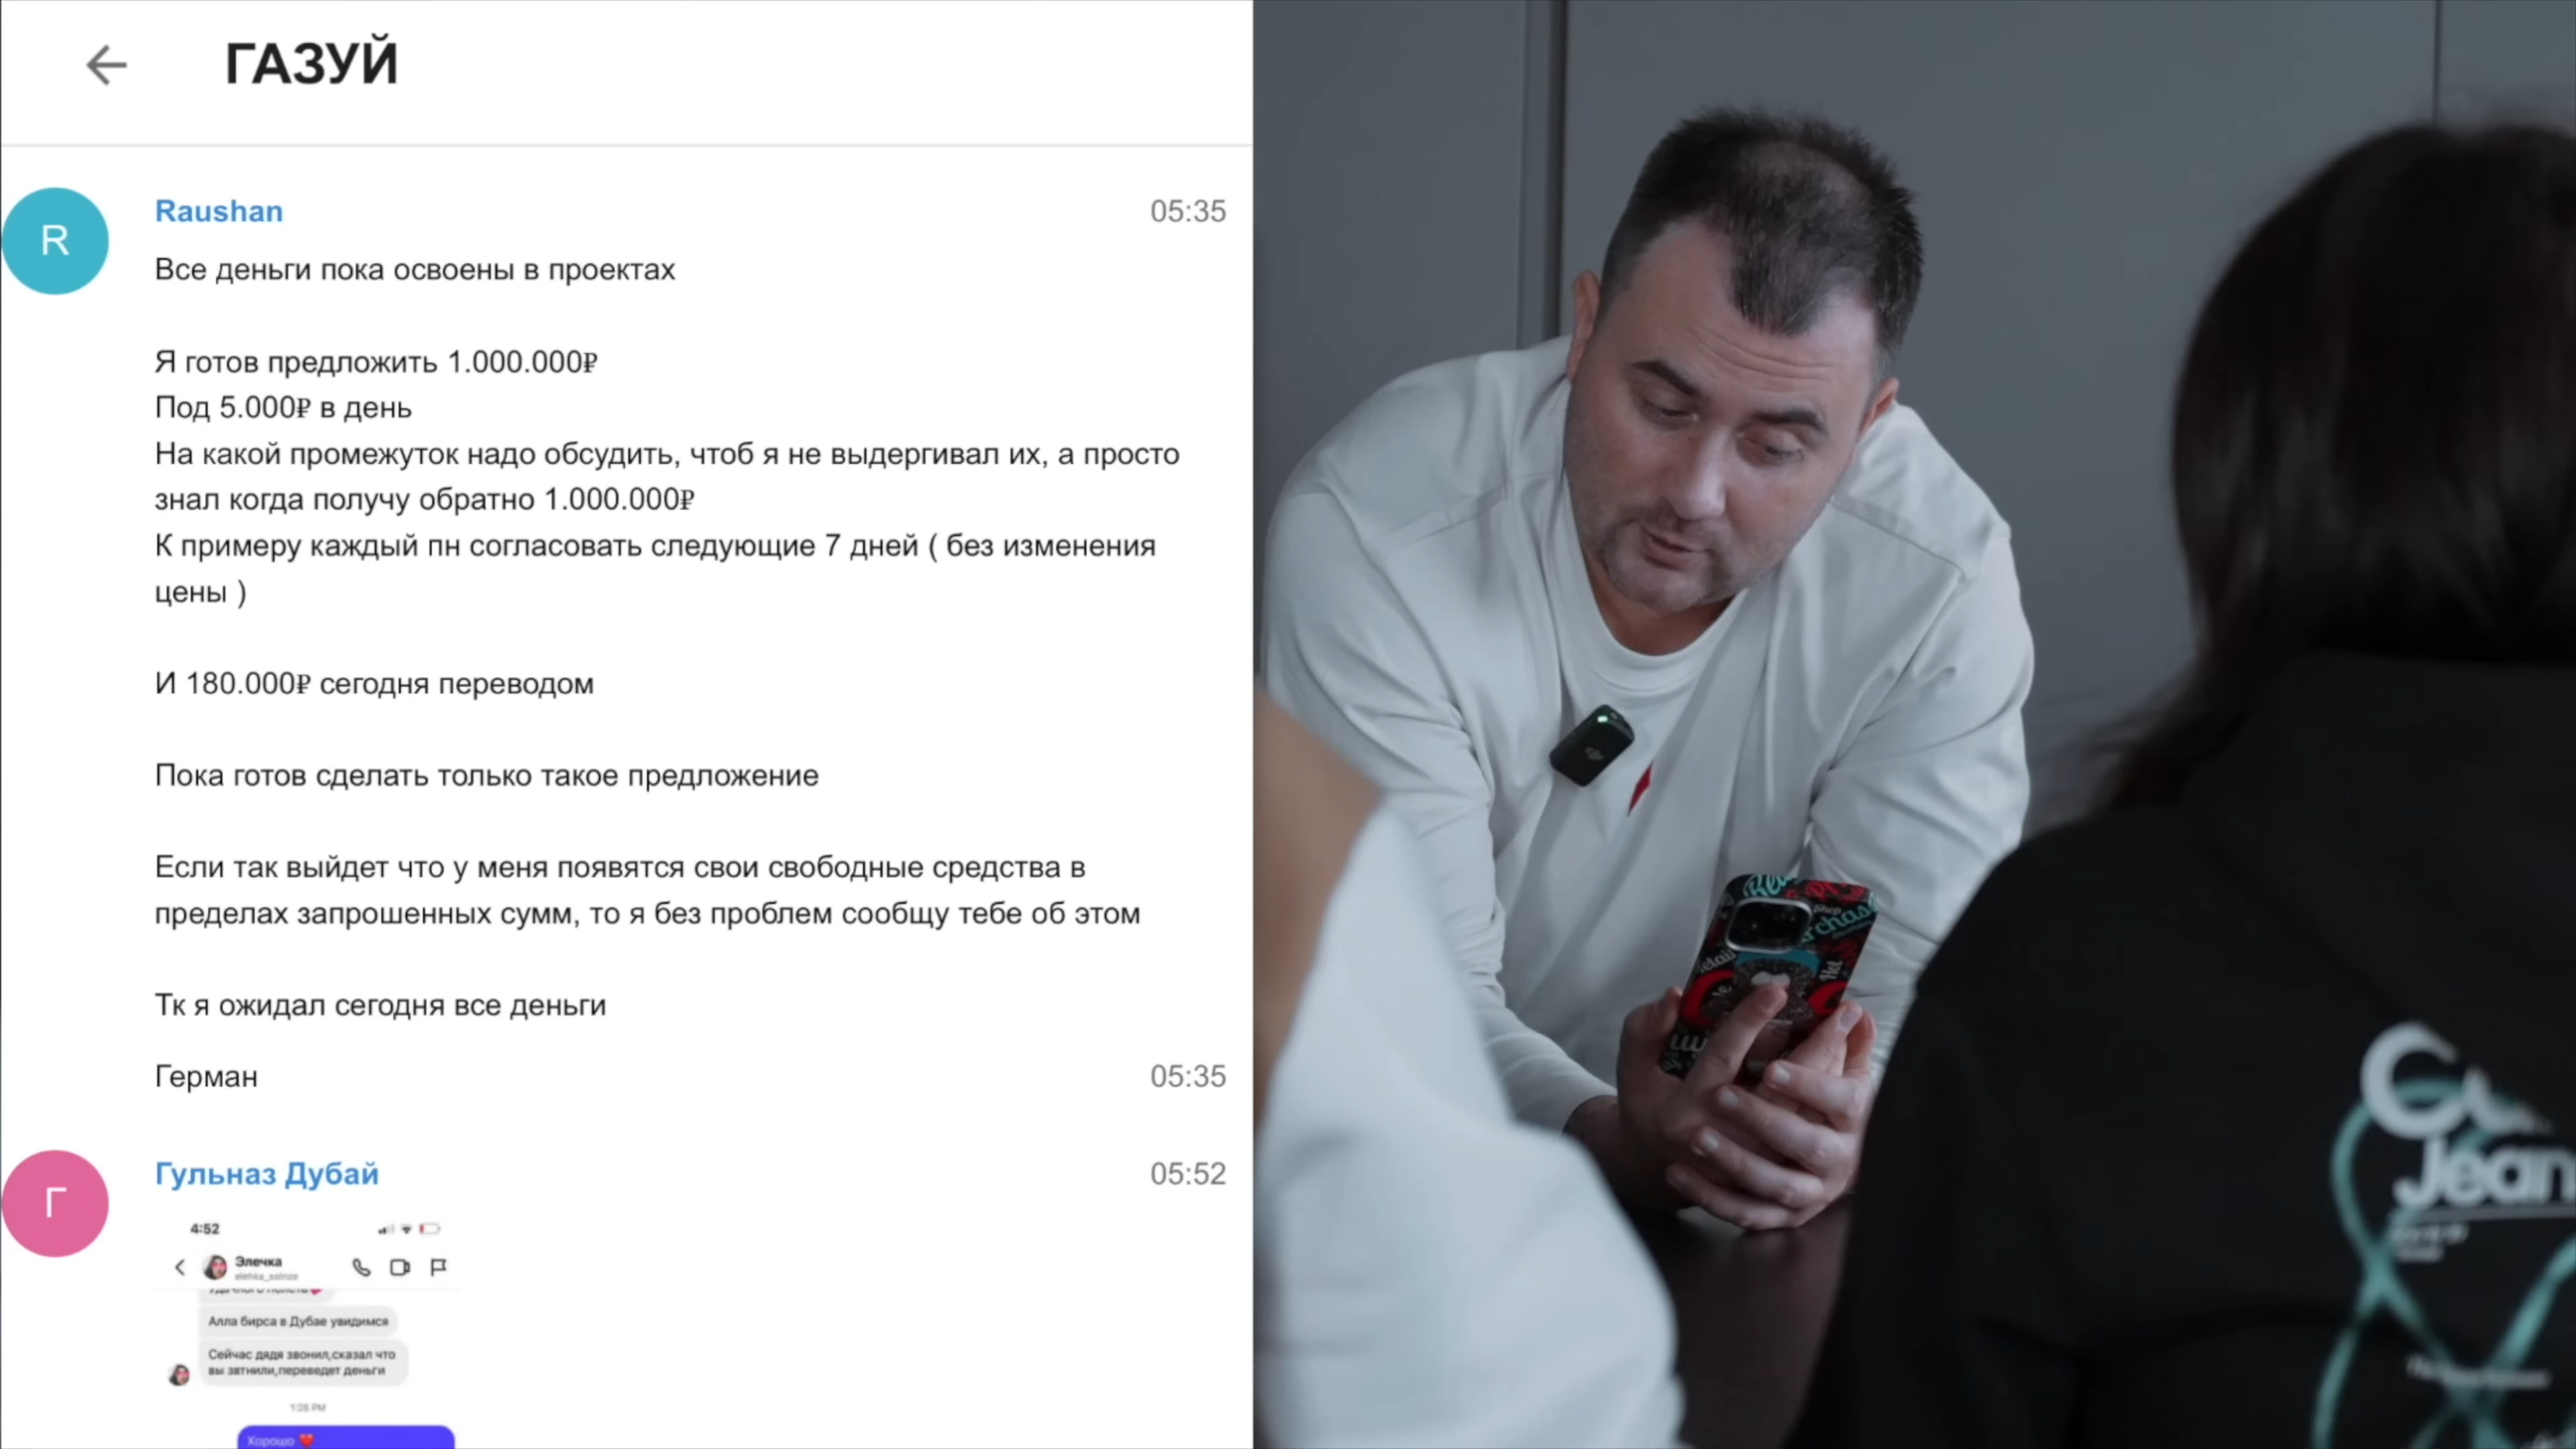 ГАЗУЙ
R
Raushan
05:35
Все деньги пока освоены в проектах
Я готов предложить 1.000.000₽
Под 5.000₽ в день
На какой промежуток надо обсудить, чтоб я не выдергивал их, а просто
знал когда получу обратно 1.000.000₽
К примеру каждый пн согласовать следующие 7 дней ( без изменения
цены )
И 180.000₽ сегодня переводом
Пока готов сделать только такое предложение
Если так выйдет что у меня появятся свои свободные средства в
пределах запрошенных сумм, то я без проблем сообщу тебе об этом
Тк я ожидал сегодня все деньги
Герман
05:35
Г
Гульназ Дубай
05:52
4:52
Элечка
Алла бирса в Дубае увидимся
Сейчас дядя звонил,сказал что
вы звтнили,переведет деньги
1:28 PM
Хорошо
dji